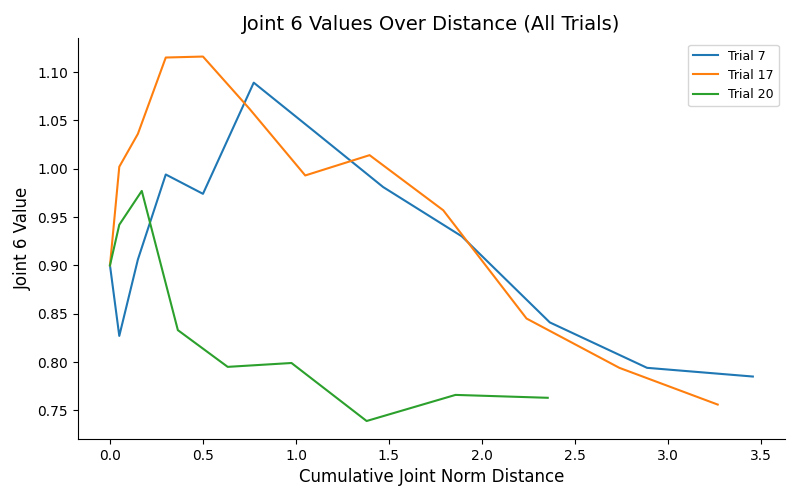 Joint 6 Values Over Distance (All Trials)
Trial 7
Trial 17
Trial 20
Joint 6 Value
1.10
1.05
1.00
0.95
0.90
0.85
0.80
0.75
0.0 0.5 1.0 1.5 2.0 2.5 3.0 3.5
Cumulative Joint Norm Distance